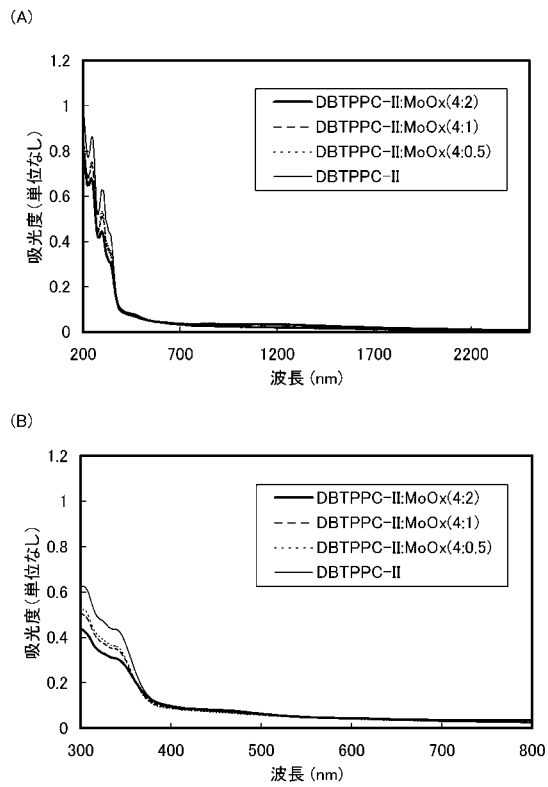 (A)
1.2
1
0.8
0.6
0.4
0.2
0
吸光度(単位なし)
DBTPPC-II:MoOx(4:2)
DBTPPC-II:MoOx(4:1)
DBTPPC-II:MoOx(4:0.5)
DBTPPC-II
200 700 1200 1700 2200
波長 (nm)
(B)
1.2
1
0.8
0.6
0.4
0.2
0
吸光度(単位なし)
DBTPPC-II:MoOx(4:2)
DBTPPC-II:MoOx(4:1)
DBTPPC-II:MoOx(4:0.5)
DBTPPC-II
300 400 500 600 700 800
波長 (nm)